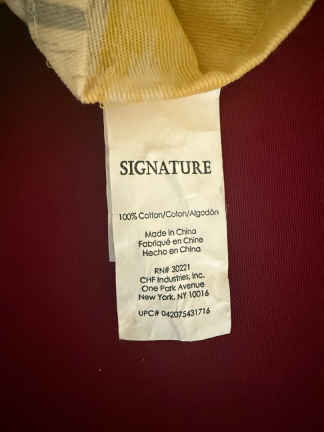 SIGNATURE
100% Cotton/Coton/Algodón
Made in China
Fabriqué en Chine
Hecho en China
RN# 30221
CHF Industries, Inc.
One Park Avenue
New York, NY 10016
UPC# 042075431716